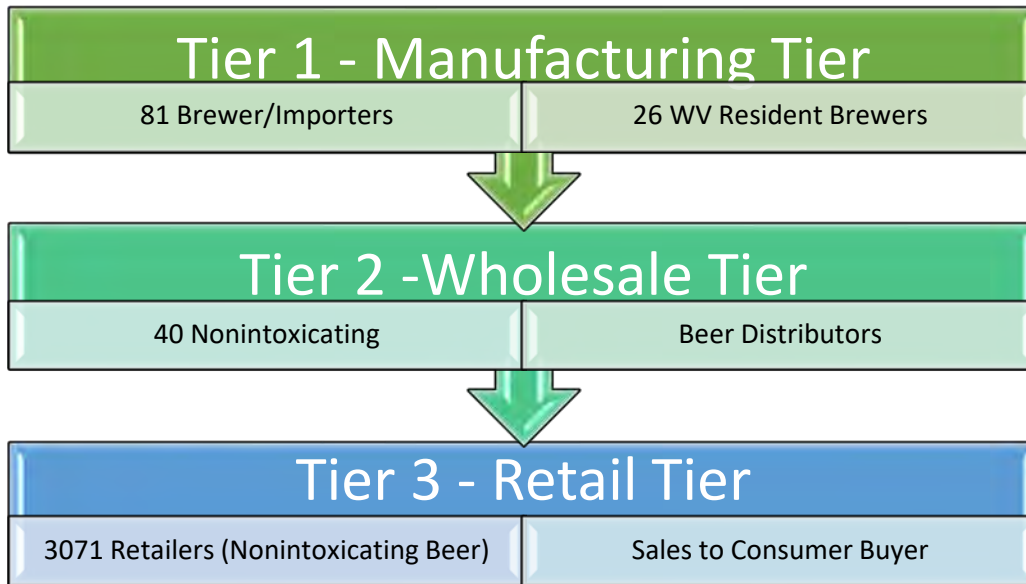 Tier 1 - Manufacturing Tier
81 Brewer/Importers
26 WV Resident Brewers
Tier 2 -Wholesale Tier
40 Nonintoxicating
Beer Distributors
Tier 3 - Retail Tier
3071 Retailers (Nonintoxicating Beer)
Sales to Consumer Buyer